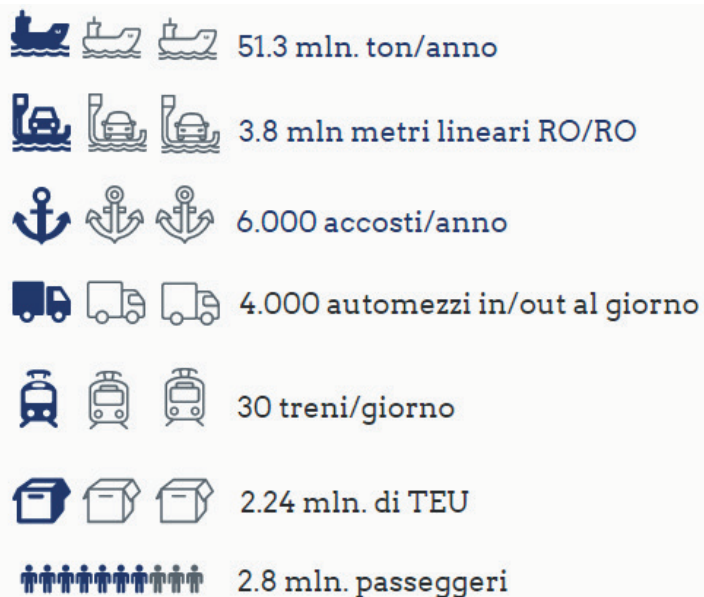 51.3 mln. ton/anno
3.8 mln metri lineari RO/RO
6.000 accosti/anno
4.000 automezzi in/out al giorno
30 treni/giorno
2.24 mln. di TEU
2.8 mln. passeggeri